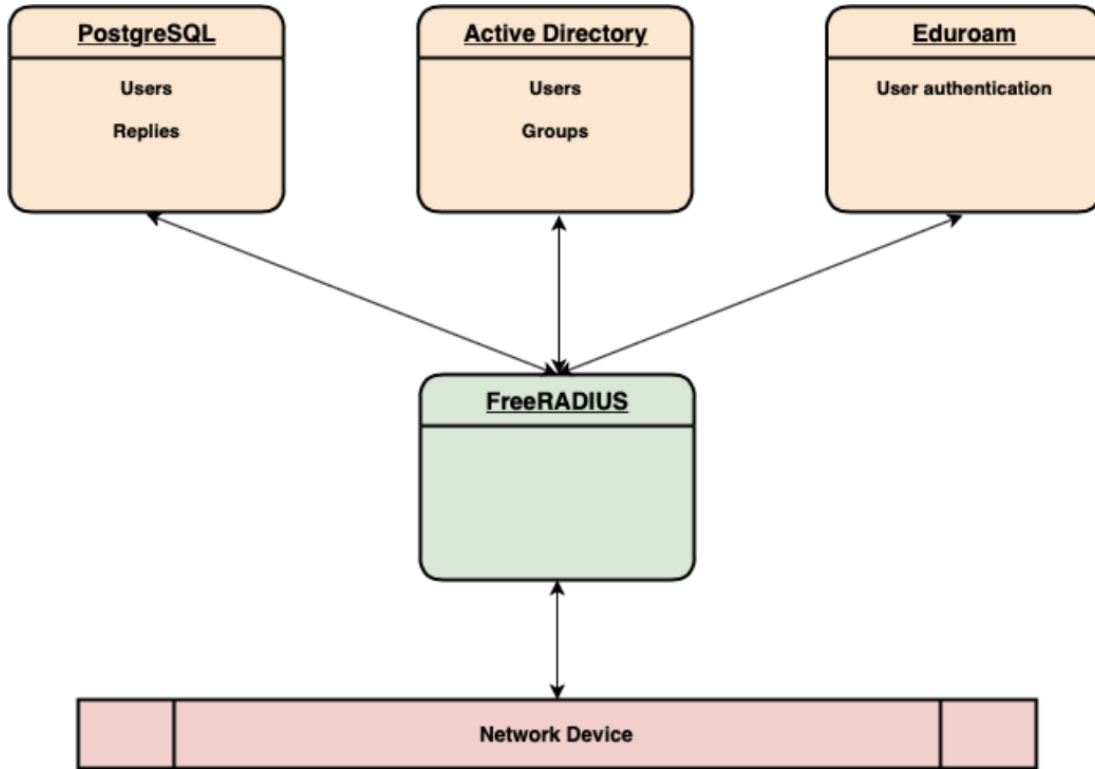 PostgreSQL
Users
Replies
Active Directory
Users
Groups
Eduroam
User authentication
FreeRADIUS
Network Device